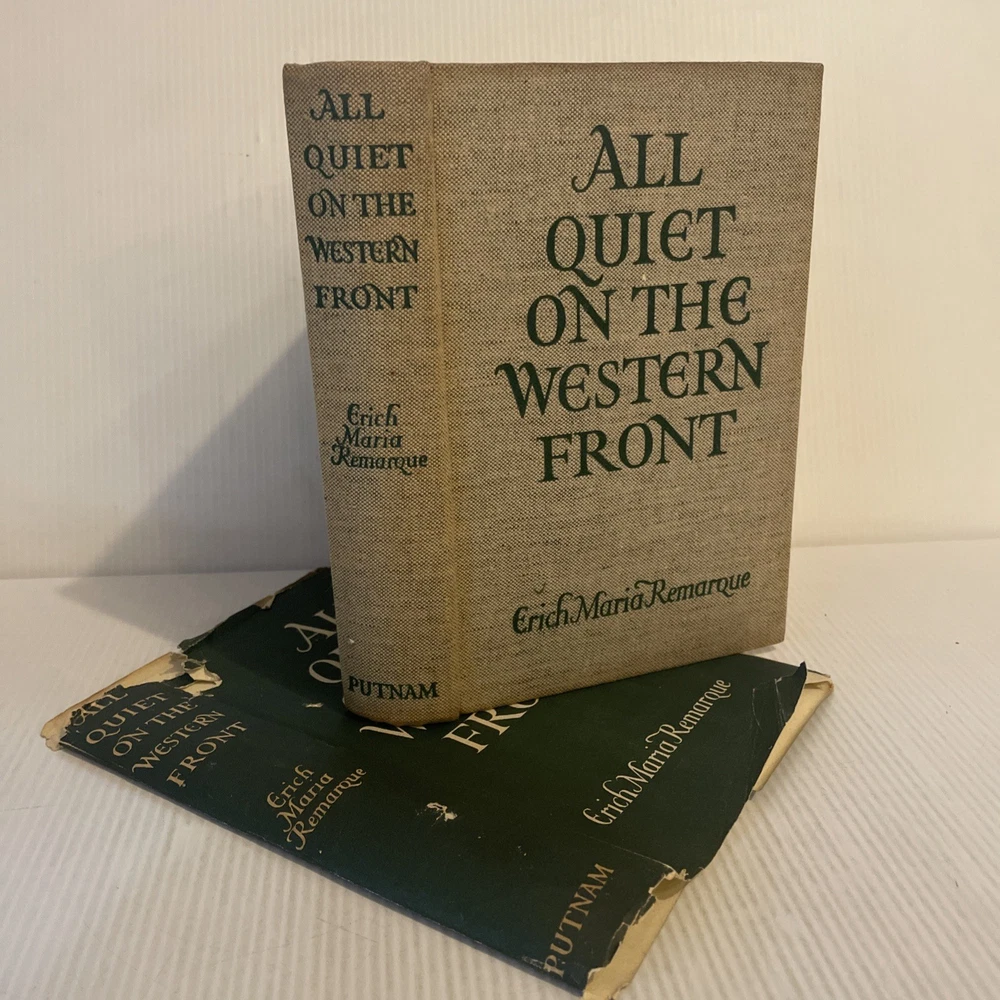 ALL
QUIET
ON THE
WESTERN
FRONT
Erich
Maria
Remarque
PUTNAM
ALL
QUIET
ON THE
WESTERN
FRONT
Erich Maria Remarque
ALL
QUIET
ON THE
WESTERN
FRONT
Erich
Maria
Remarque
PUTNAM
Erich Maria Remarque